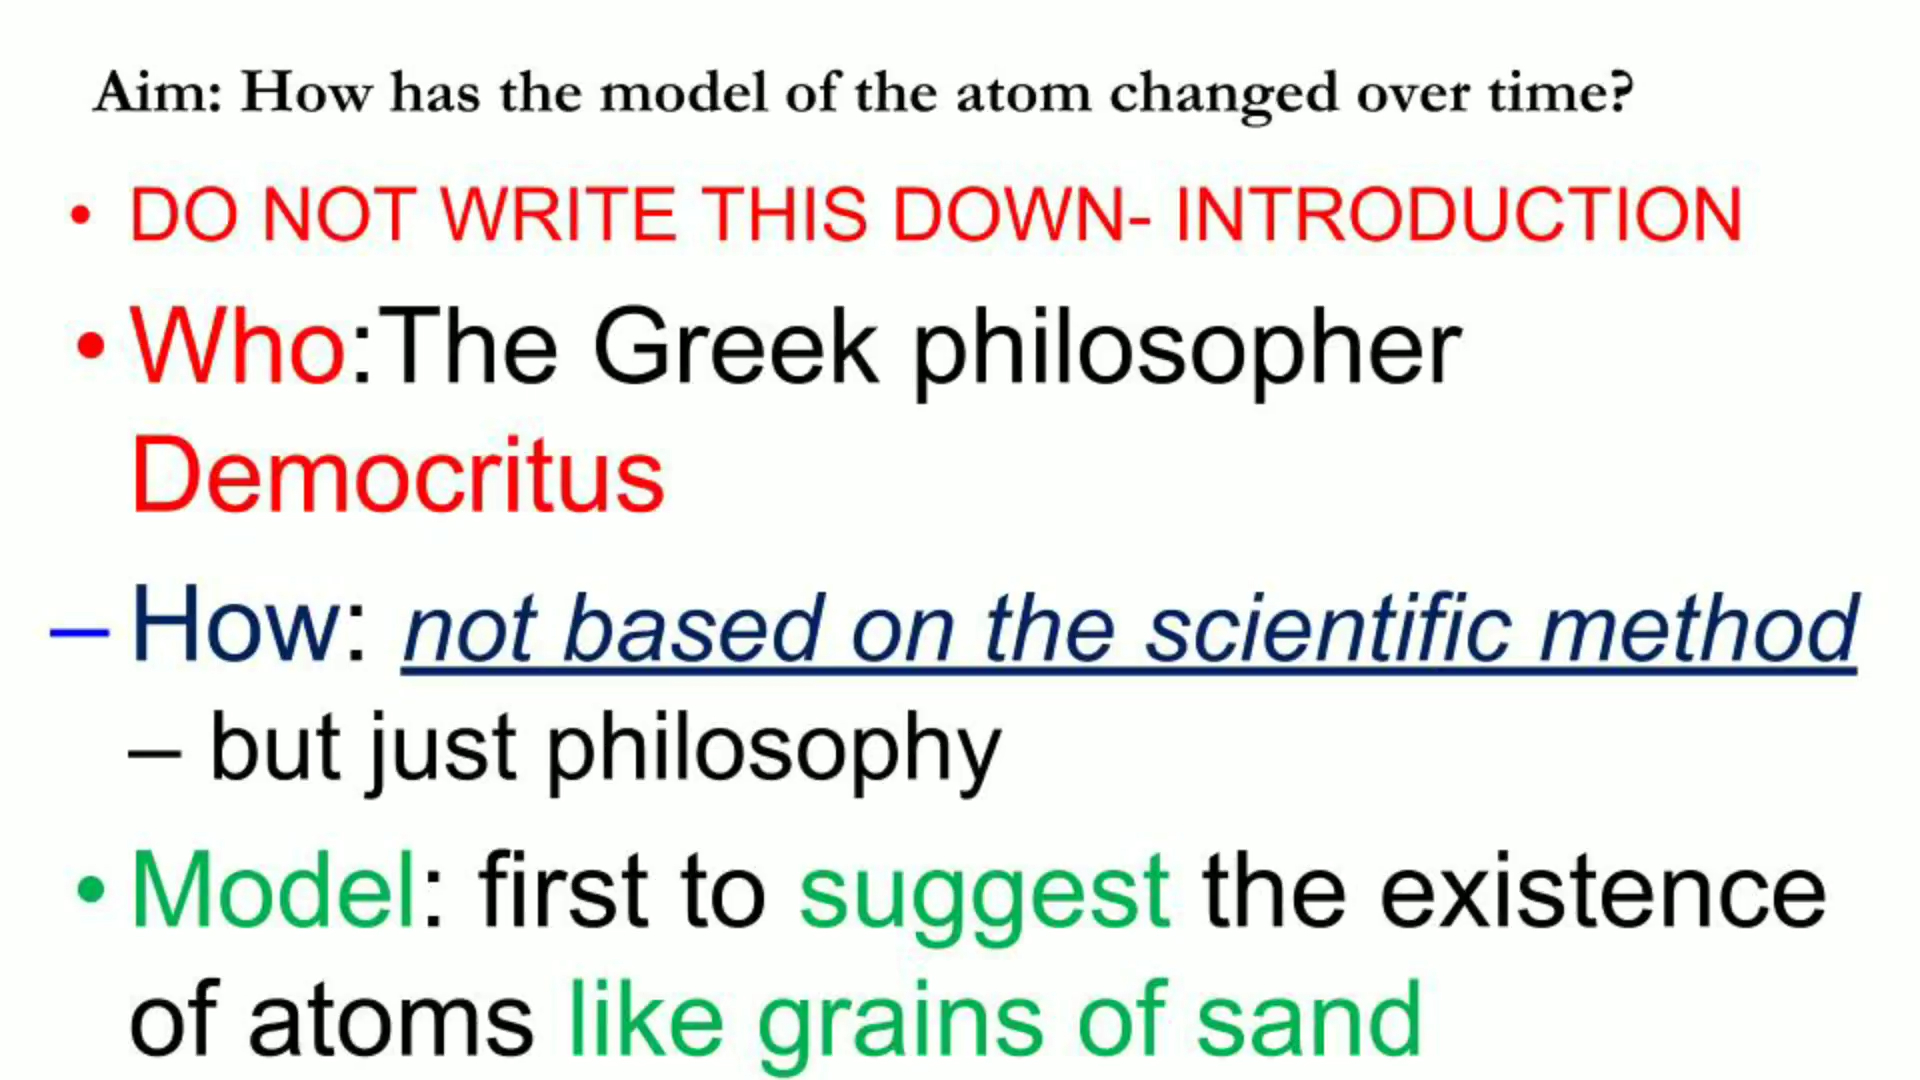 Aim: How has the model of the atom changed over time?
• DO NOT WRITE THIS DOWN- INTRODUCTION
• Who:The Greek philosopher
Democritus
– How: not based on the scientific method
– but just philosophy
• Model: first to suggest the existence
of atoms like grains of sand